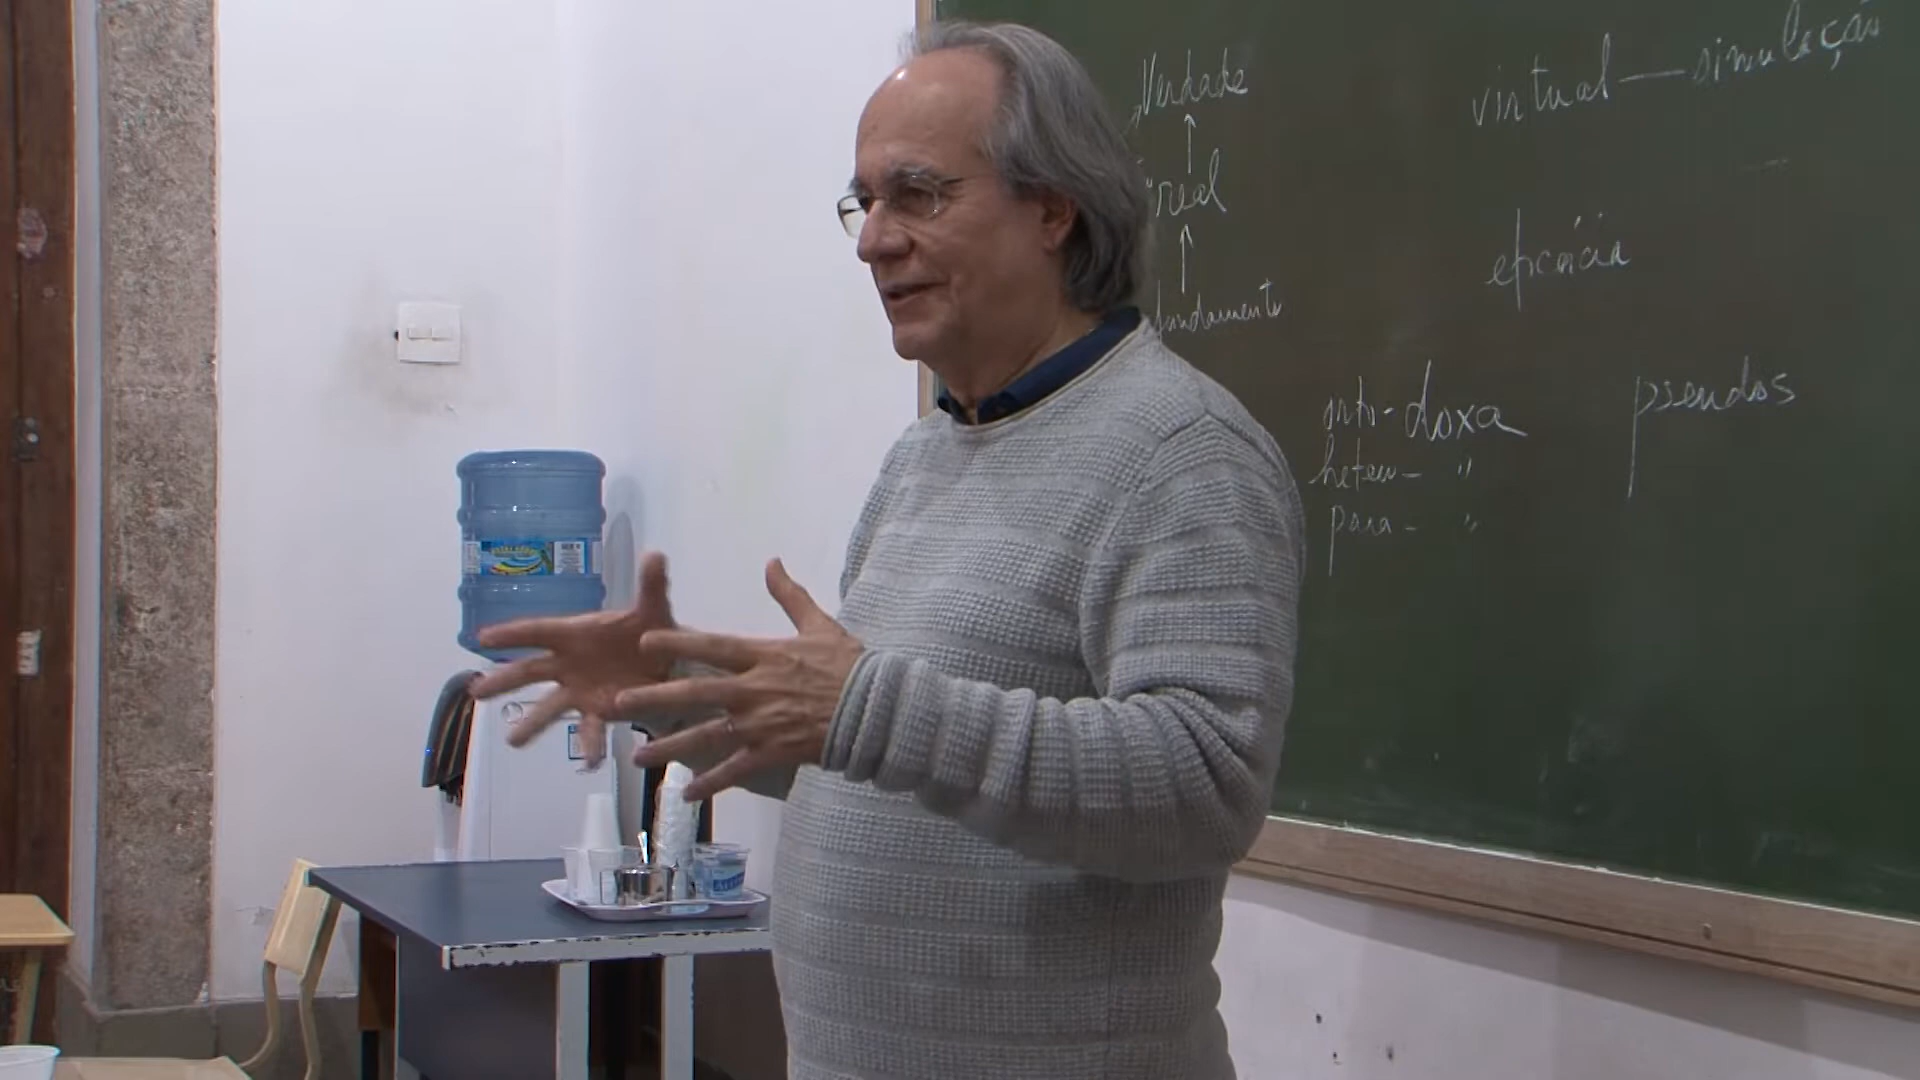 Verdade
real
fundamento
virtual — simulação
eficácia
orto-doxa
hetero- "
para- "
pseudos